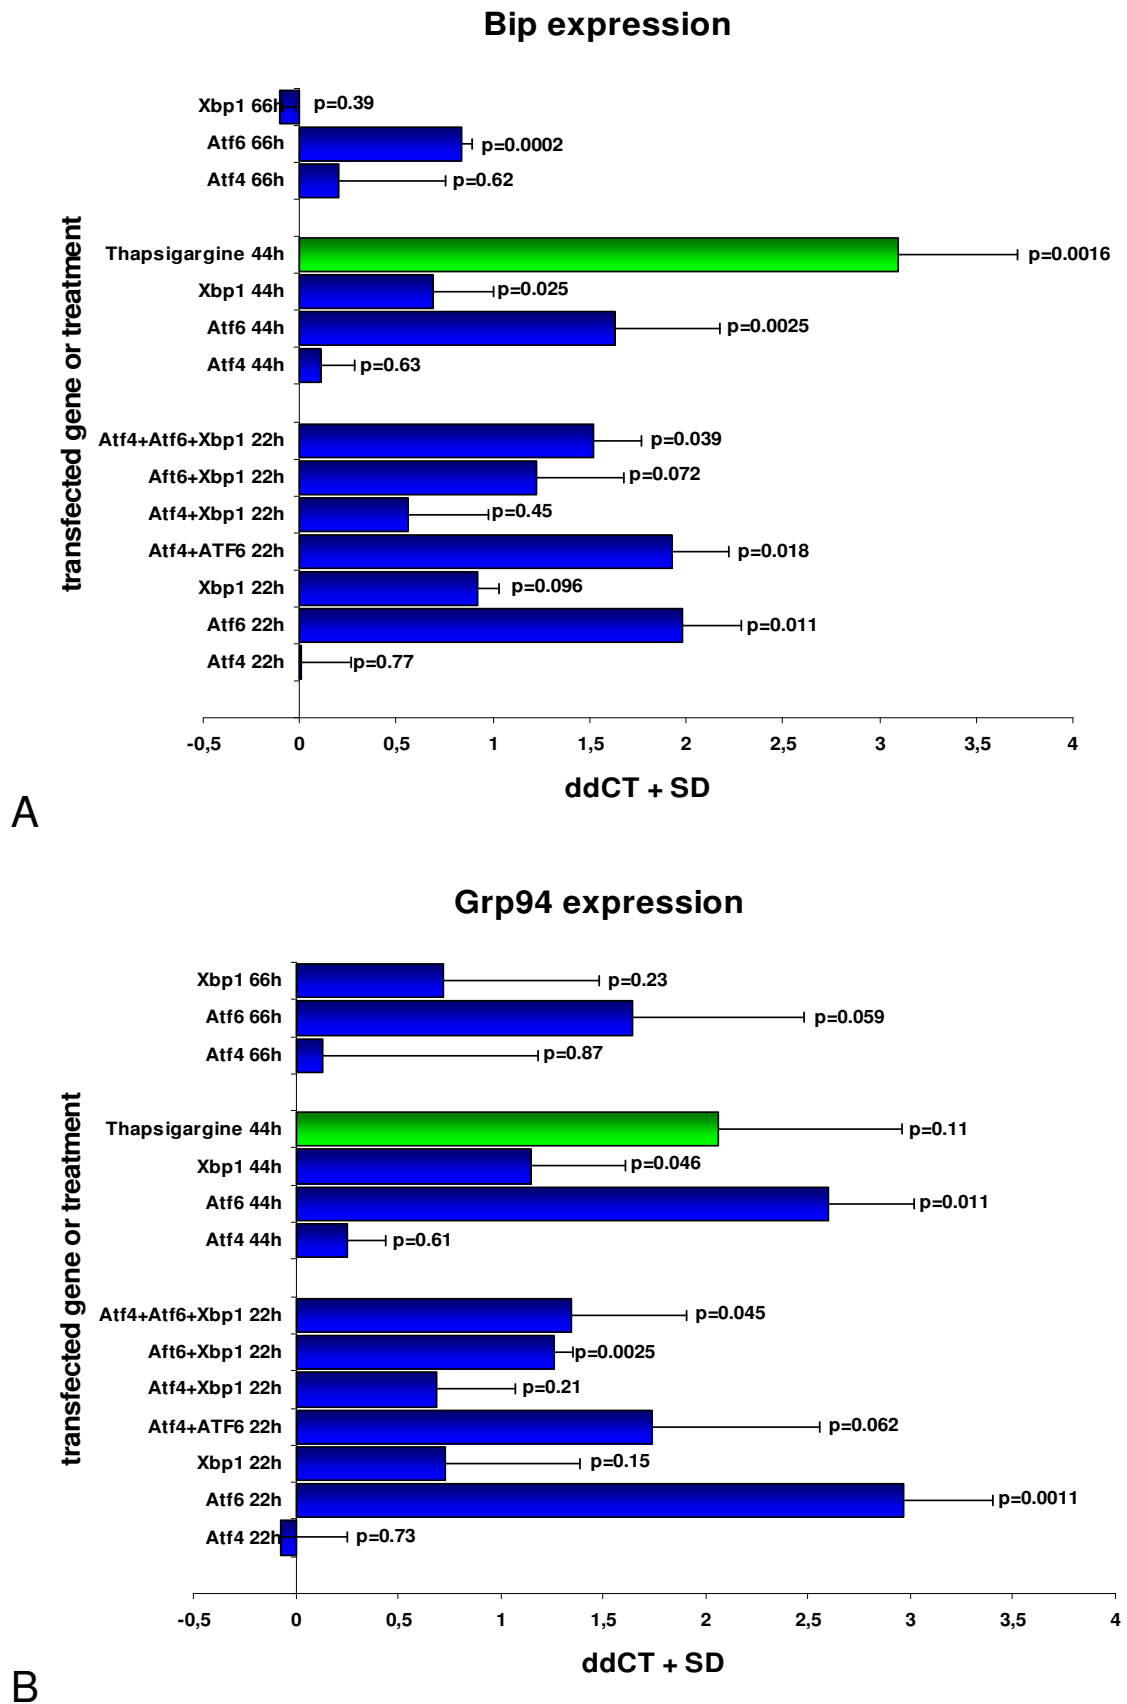 Bip expression
Xbp1 66h p=0.39
Atf6 66h p=0.0002
Atf4 66h p=0.62
Thapsigargine 44h p=0.0016
Xbp1 44h p=0.025
Atf6 44h p=0.0025
Atf4 44h p=0.63
Atf4+Atf6+Xbp1 22h p=0.039
Aft6+Xbp1 22h p=0.072
Atf4+Xbp1 22h p=0.45
Atf4+ATF6 22h p=0.018
Xbp1 22h p=0.096
Atf6 22h p=0.011
Atf4 22h p=0.77
transfected gene or treatment
-0,5 0 0,5 1 1,5 2 2,5 3 3,5 4
ddCT + SD
A
Grp94 expression
Xbp1 66h p=0.23
Atf6 66h p=0.059
Atf4 66h p=0.87
Thapsigargine 44h p=0.11
Xbp1 44h p=0.046
Atf6 44h p=0.011
Atf4 44h p=0.61
Atf4+Atf6+Xbp1 22h p=0.045
Aft6+Xbp1 22h p=0.0025
Atf4+Xbp1 22h p=0.21
Atf4+ATF6 22h p=0.062
Xbp1 22h p=0.15
Atf6 22h p=0.0011
Atf4 22h p=0.73
transfected gene or treatment
-0,5 0 0,5 1 1,5 2 2,5 3 3,5 4
ddCT + SD
B